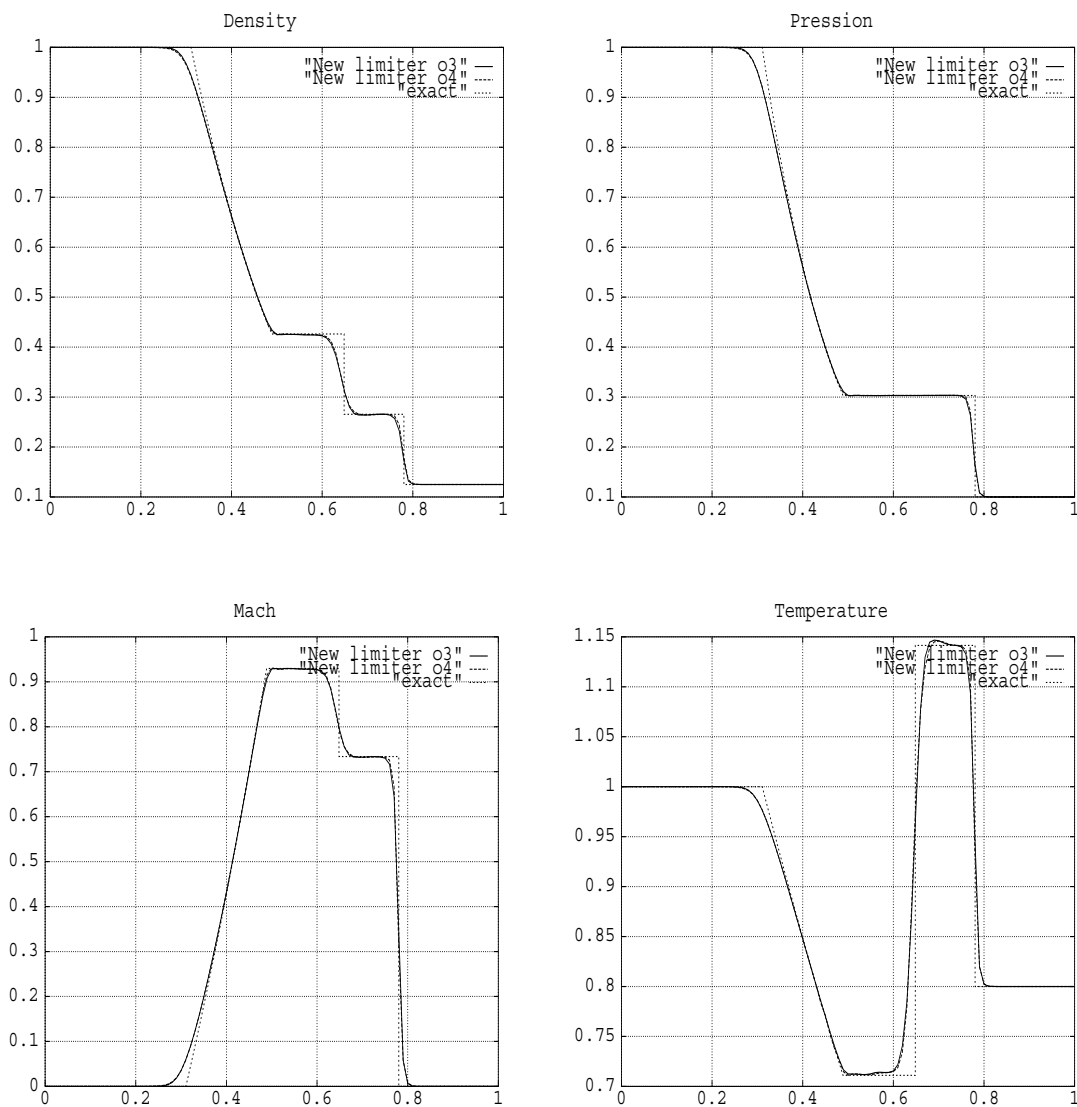 Density
1
0.9
0.8
0.7
0.6
0.5
0.4
0.3
0.2
0.1
0 0.2 0.4 0.6 0.8 1
"New limiter o3"
"New limiter o4"
"exact"
Pression
1
0.9
0.8
0.7
0.6
0.5
0.4
0.3
0.2
0.1
0 0.2 0.4 0.6 0.8 1
"New limiter o3"
"New limiter o4"
"exact"
Mach
1
0.9
0.8
0.7
0.6
0.5
0.4
0.3
0.2
0.1
0
0 0.2 0.4 0.6 0.8 1
"New limiter o3"
"New limiter o4"
"exact"
Temperature
1.15
1.1
1.05
1
0.95
0.9
0.85
0.8
0.75
0.7
0 0.2 0.4 0.6 0.8 1
"New limiter o3"
"New limiter o4"
"exact"